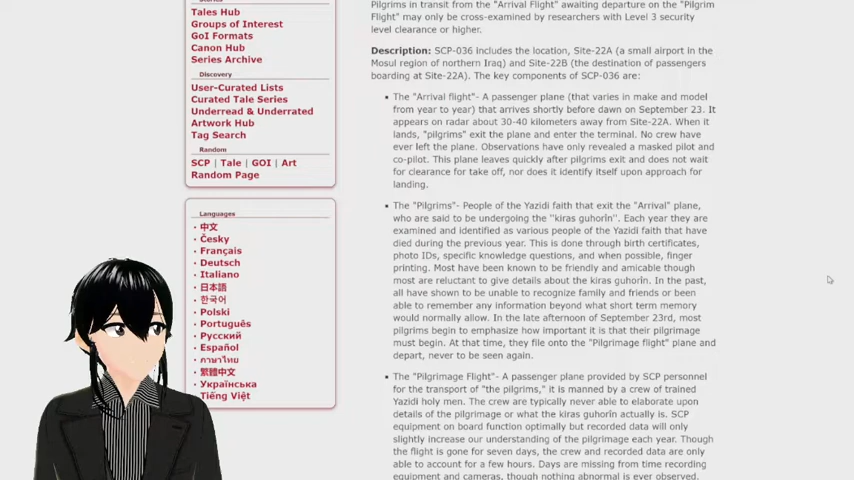 Stories
Tales Hub
Groups of Interest
GoI Formats
Canon Hub
Series Archive
Discovery
User-Curated Lists
Curated Tale Series
Underread & Underrated
Artwork Hub
Tag Search
Random
SCP | Tale | GOI | Art
Random Page
Languages
中文
Česky
Français
Deutsch
Italiano
日本語
한국어
Polski
Português
Русский
Español
ภาษาไทย
繁體中文
Українська
Tiếng Việt
Pilgrims in transit from the "Arrival Flight" awaiting departure on the "Pilgrim
Flight" may only be cross-examined by researchers with Level 3 security
level clearance or higher.
Description: SCP-036 includes the location, Site-22A (a small airport in the
Mosul region of northern Iraq) and Site-22B (the destination of passengers
boarding at Site-22A). The key components of SCP-036 are:
The "Arrival flight"- A passenger plane (that varies in make and model
from year to year) that arrives shortly before dawn on September 23. It
appears on radar about 30-40 kilometers away from Site-22A. When it
lands, "pilgrims" exit the plane and enter the terminal. No crew have
ever left the plane. Observations have only revealed a masked pilot and
co-pilot. This plane leaves quickly after pilgrims exit and does not wait
for clearance for take off, nor does it identify itself upon approach for
landing.
The "Pilgrims"- People of the Yazidi faith that exit the "Arrival" plane,
who are said to be undergoing the "kiras guhorîn". Each year they are
examined and identified as various people of the Yazidi faith that have
died during the previous year. This is done through birth certificates,
photo IDs, specific knowledge questions, and when possible, finger
printing. Most have been known to be friendly and amicable though
most are reluctant to give details about the kiras guhorîn. In the past,
all have shown to be unable to recognize family and friends or been
able to remember any information beyond what short term memory
would normally allow. In the late afternoon of September 23rd, most
pilgrims begin to emphasize how important it is that their pilgrimage
must begin. At that time, they file onto the "Pilgrimage flight" plane and
depart, never to be seen again.
The "Pilgrimage Flight"- A passenger plane provided by SCP personnel
for the transport of "the pilgrims," it is manned by a crew of trained
Yazidi holy men. The crew are typically never able to elaborate upon
details of the pilgrimage or what the kiras guhorîn actually is. SCP
equipment on board function optimally but recorded data will only
slightly increase our understanding of the pilgrimage each year. Though
the flight is gone for seven days, the crew and recorded data are only
able to account for a few hours. Days are missing from time recording
equipment and cameras, though nothing abnormal is ever observed.